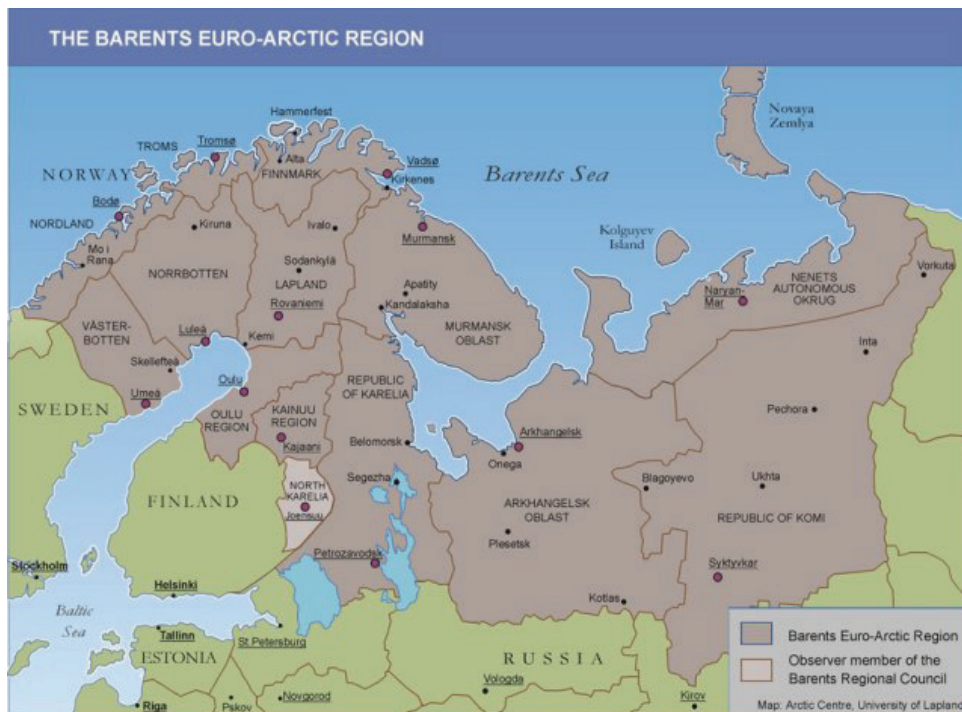 THE BARENTS EURO-ARCTIC REGION
Hammerfest
Novaya
Zemlya
TROMS
Tromsø
Alta
FINNMARK
Vadsø
Kirkenes
Barents Sea
NORWAY
Bodø
NORDLAND
Kiruna
Ivalo
Murmansk
Kolguyev
Island
Mo i
Rana
NORRBOTTEN
Sodankylä
LAPLAND
Rovaniemi
Apatity
Kandalaksha
MURMANSK
OBLAST
Naryan-
Mar
NENETS
AUTONOMOUS
OKRUG
Vorkuta
VÄSTER-
BOTTEN
Luleå
Kemi
Inta
Skellefteå
Umeå
Oulu
OULU
REGION
KAINUU
REGION
Kajaani
REPUBLIC
OF KARELIA
Pechora
SWEDEN
Belomorsk
Arkhangelsk
Onega
Segezha
Blagoyevo
Ukhta
FINLAND
NORTH
KARELIA
Joensuu
ARKHANGELSK
OBLAST
REPUBLIC OF KOMI
Plesetsk
Petrozavodsk
Syktyvkar
Stockholm
Helsinki
Kotlas
Baltic
Sea
Tallinn
St.Petersburg
ESTONIA
RUSSIA
Vologda
Kirov
Riga
Pskov
Novgorod
Barents Euro-Arctic Region
Observer member of the
Barents Regional Council
Map: Arctic Centre, University of Lapland